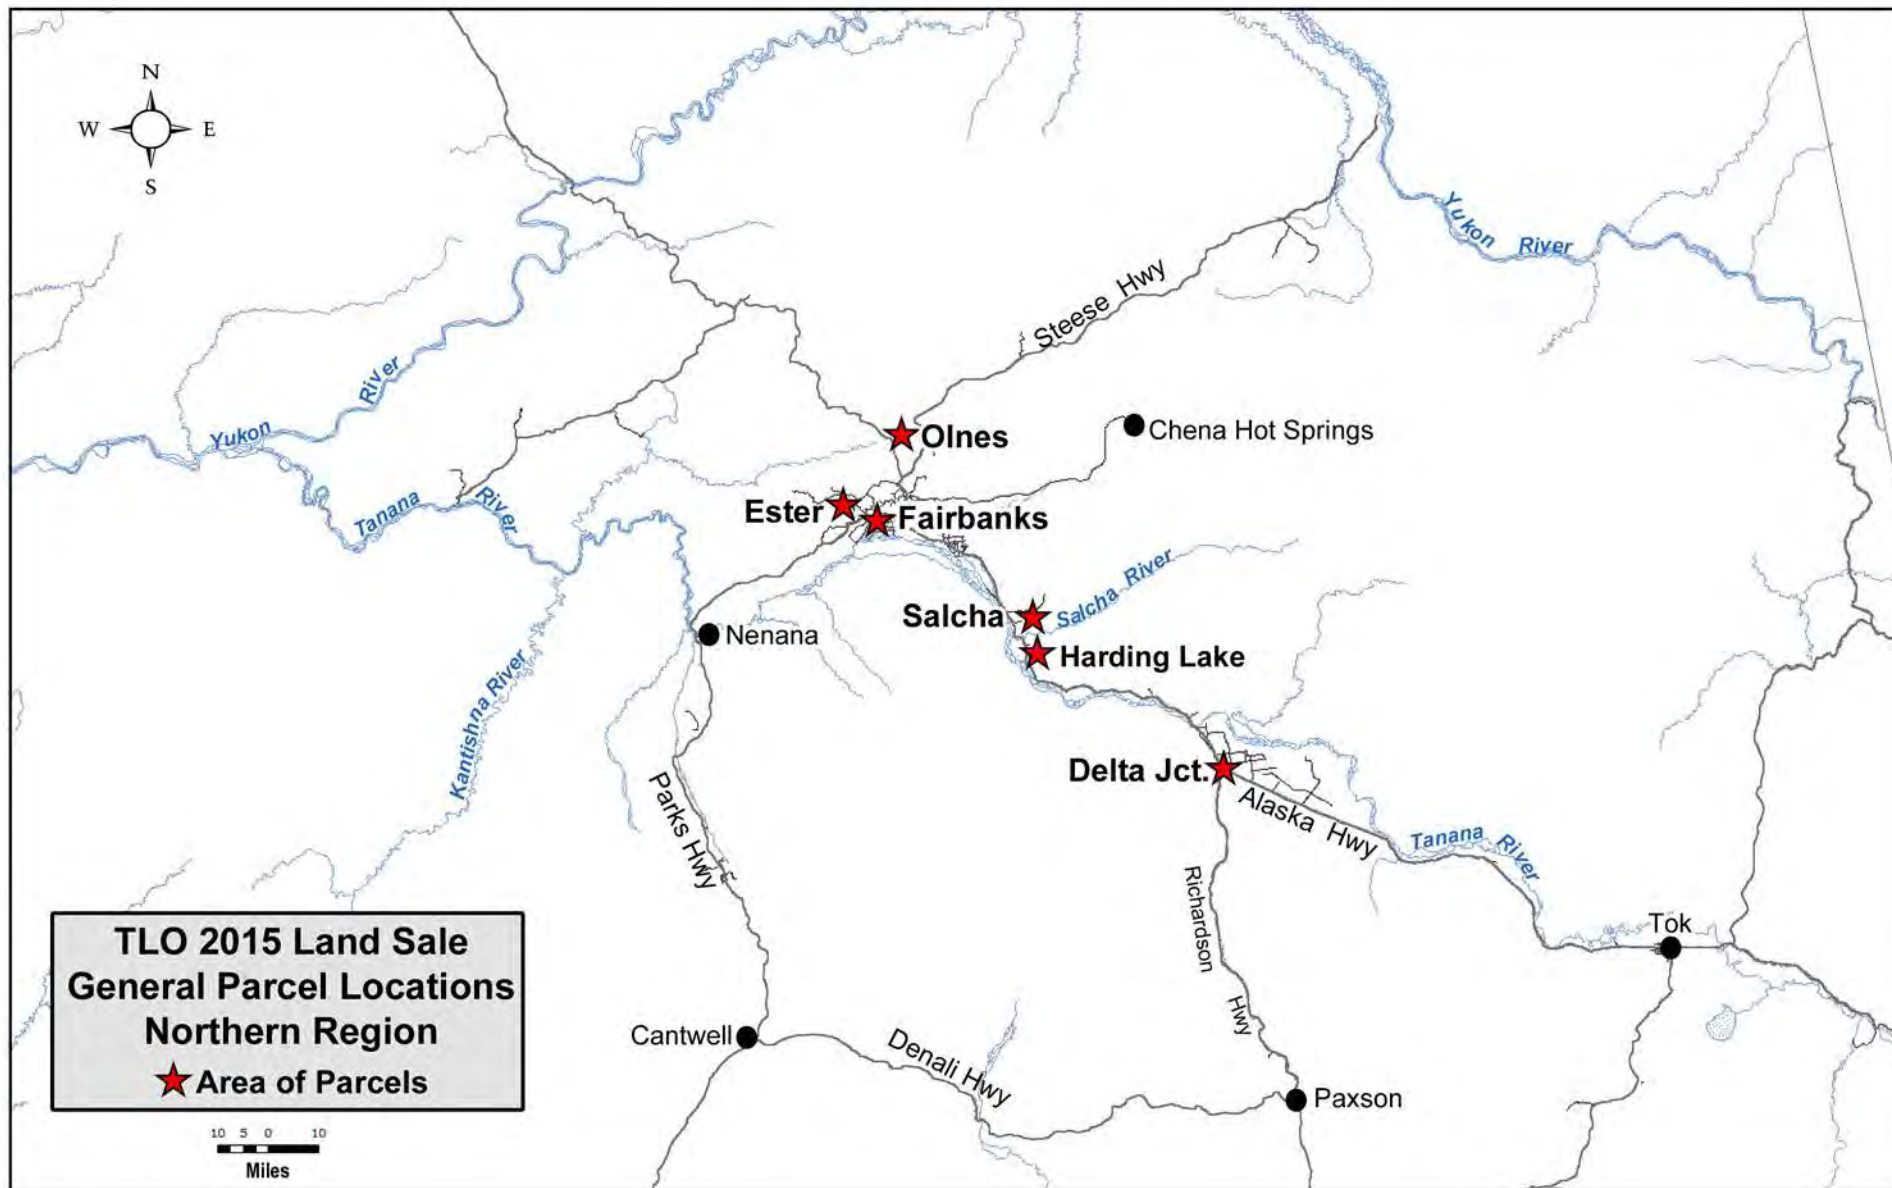 N
W E
S
Yukon River
Steese Hwy
River
Yukon
Olnes
Chena Hot Springs
Tanana River
Ester
Fairbanks
Salcha
Salcha River
Nenana
Harding Lake
Kantishna River
Delta Jct.
Parks Hwy
Alaska Hwy
Tanana River
Richardson Hwy
Tok
TLO 2015 Land Sale
General Parcel Locations
Northern Region
Area of Parcels
Cantwell
Denali Hwy
Paxson
10 5 0 10
Miles